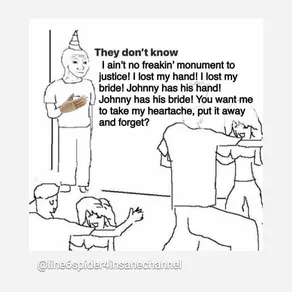 They don't know
I ain't no freakin' monument to
justice! I lost my hand! I lost my
bride! Johnny has his hand!
Johnny has his bride! You want me
to take my heartache, put it away
and forget?
@line6spider4insanechannel